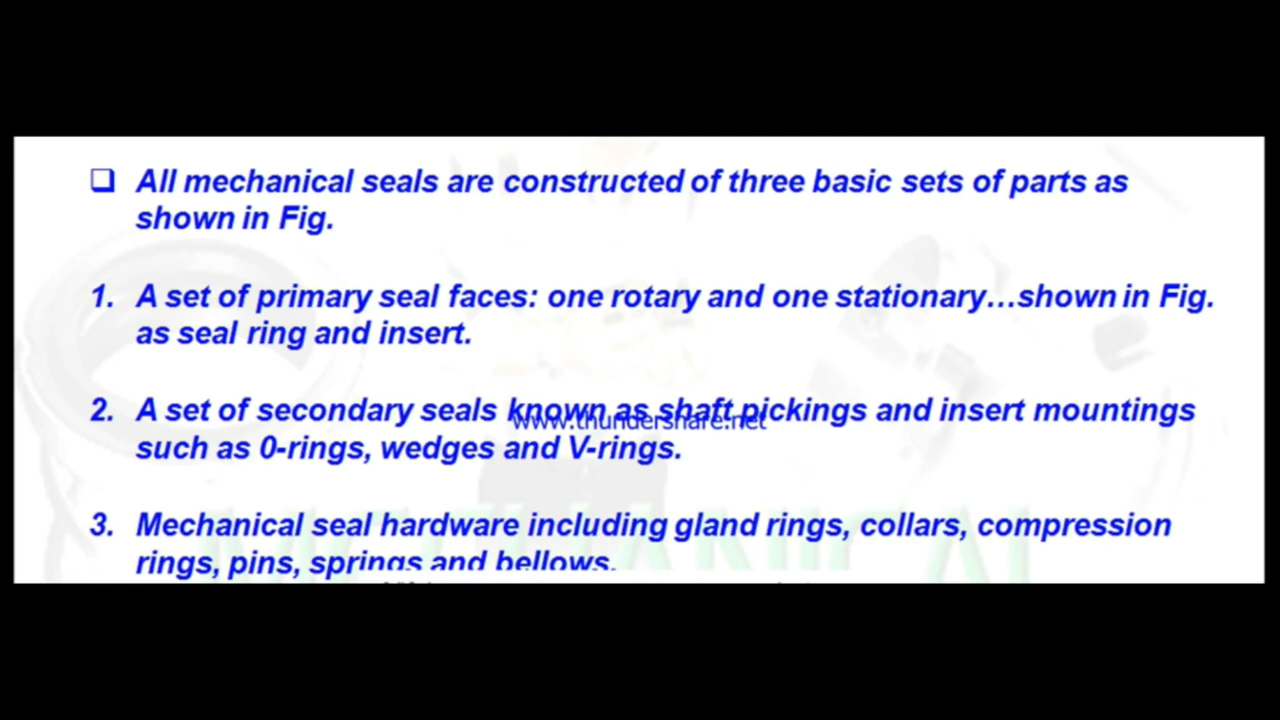 ❑ All mechanical seals are constructed of three basic sets of parts as
shown in Fig.
1. A set of primary seal faces: one rotary and one stationary…shown in Fig.
as seal ring and insert.
2. A set of secondary seals known as shaft pickings and insert mountings
www.thundershare.net
such as 0-rings, wedges and V-rings.
3. Mechanical seal hardware including gland rings, collars, compression
rings, pins, springs and bellows.